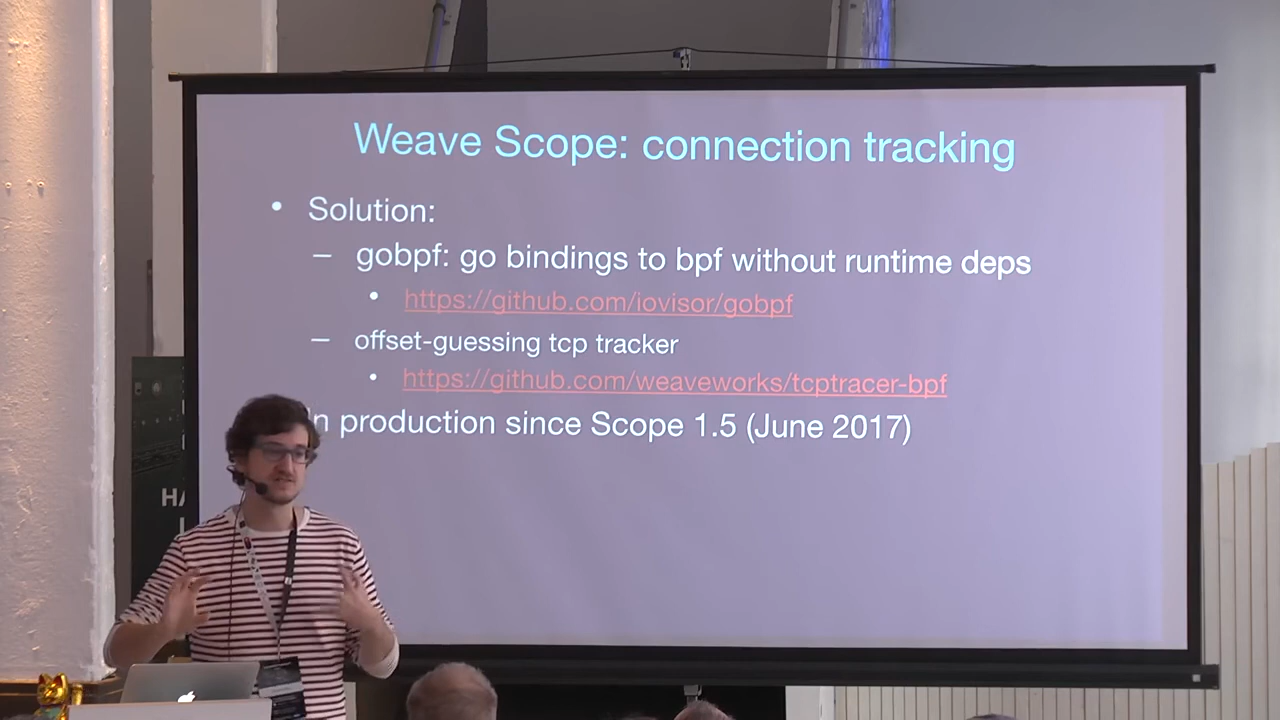 Weave Scope: connection tracking
• Solution:
– gobpf: go bindings to bpf without runtime deps
• https://github.com/iovisor/gobpf
– offset-guessing tcp tracker
• https://github.com/weaveworks/tcptracer-bpf
In production since Scope 1.5 (June 2017)
HA